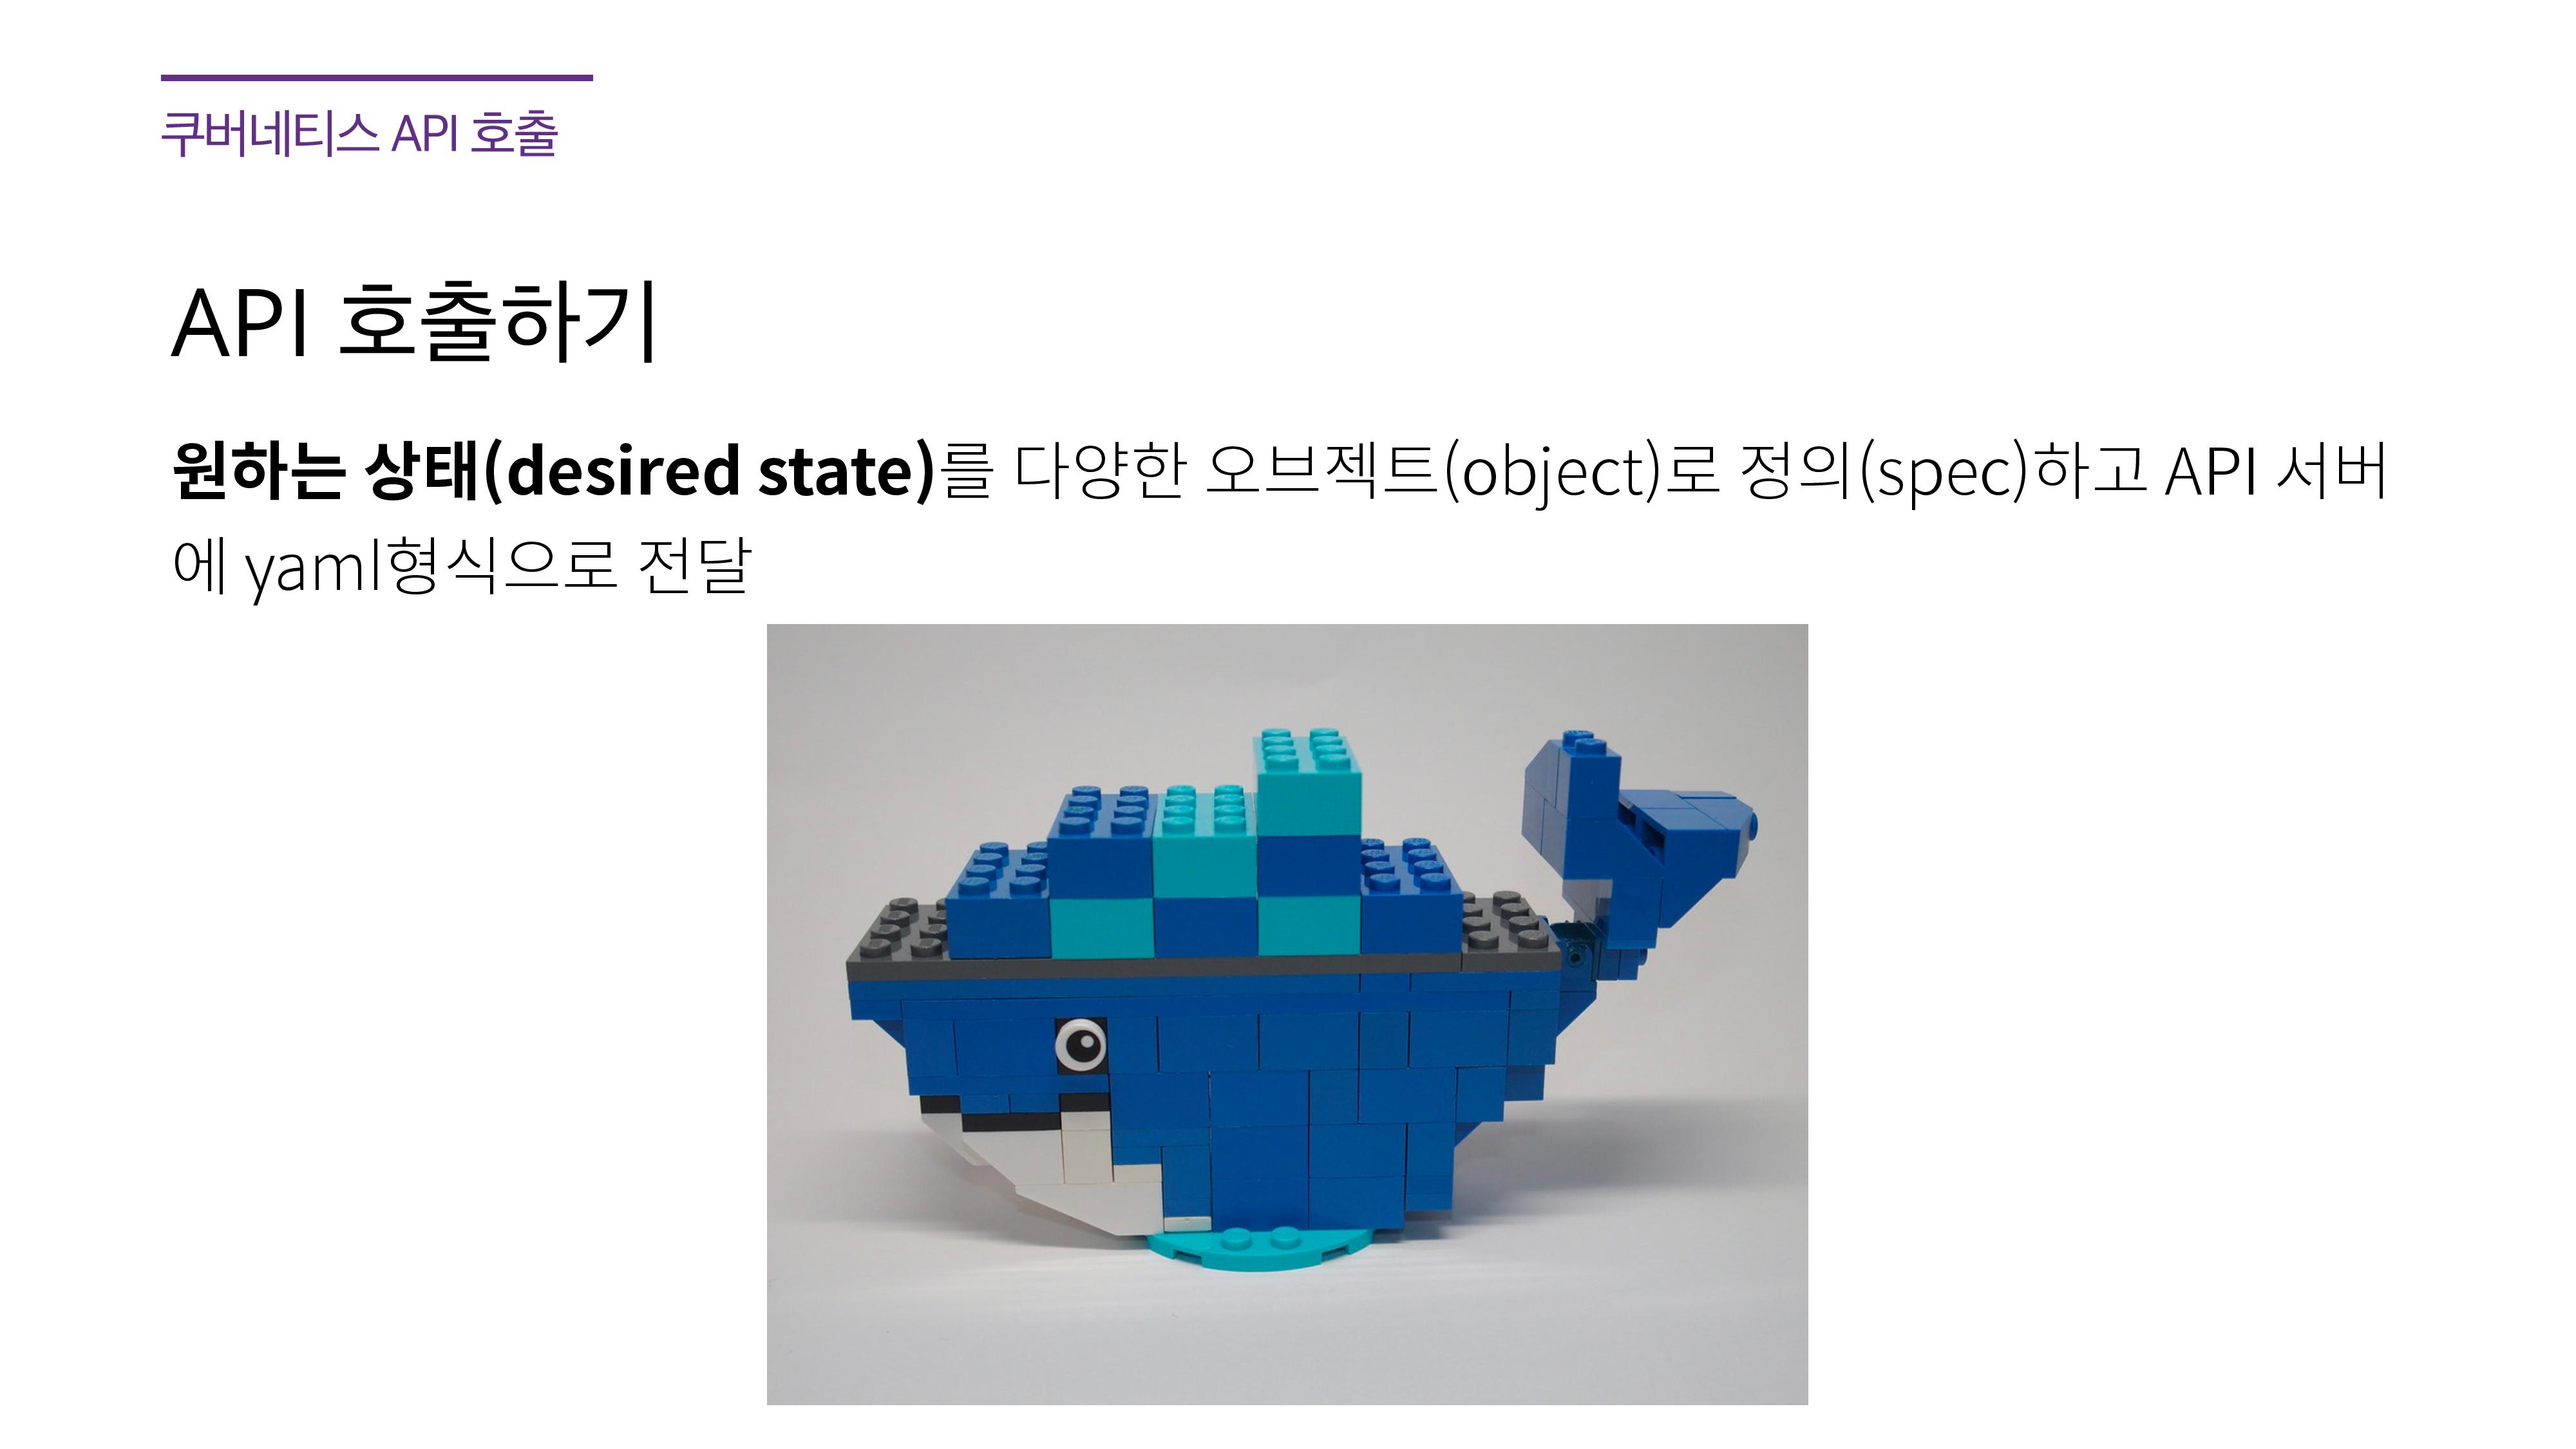 쿠버네티스 API 호출
API 호출하기
원하는 상태(desired state)를 다양한 오브젝트(object)로 정의(spec)하고 API 서버
에 yaml형식으로 전달